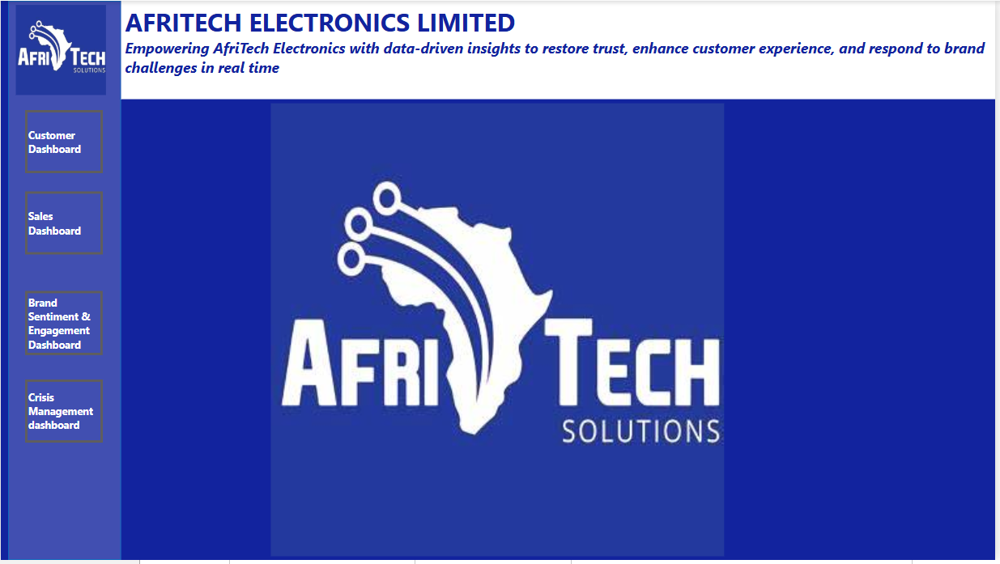 AFRITECH ELECTRONICS LIMITED
Empowering AfriTech Electronics with data-driven insights to restore trust, enhance customer experience, and respond to brand
challenges in real time
AFRI TECH
SOLUTIONS
Customer
Dashboard
Sales
Dashboard
Brand
Sentiment &
Engagement
Dashboard
Crisis
Management
dashboard
AFRI TECH
SOLUTIONS